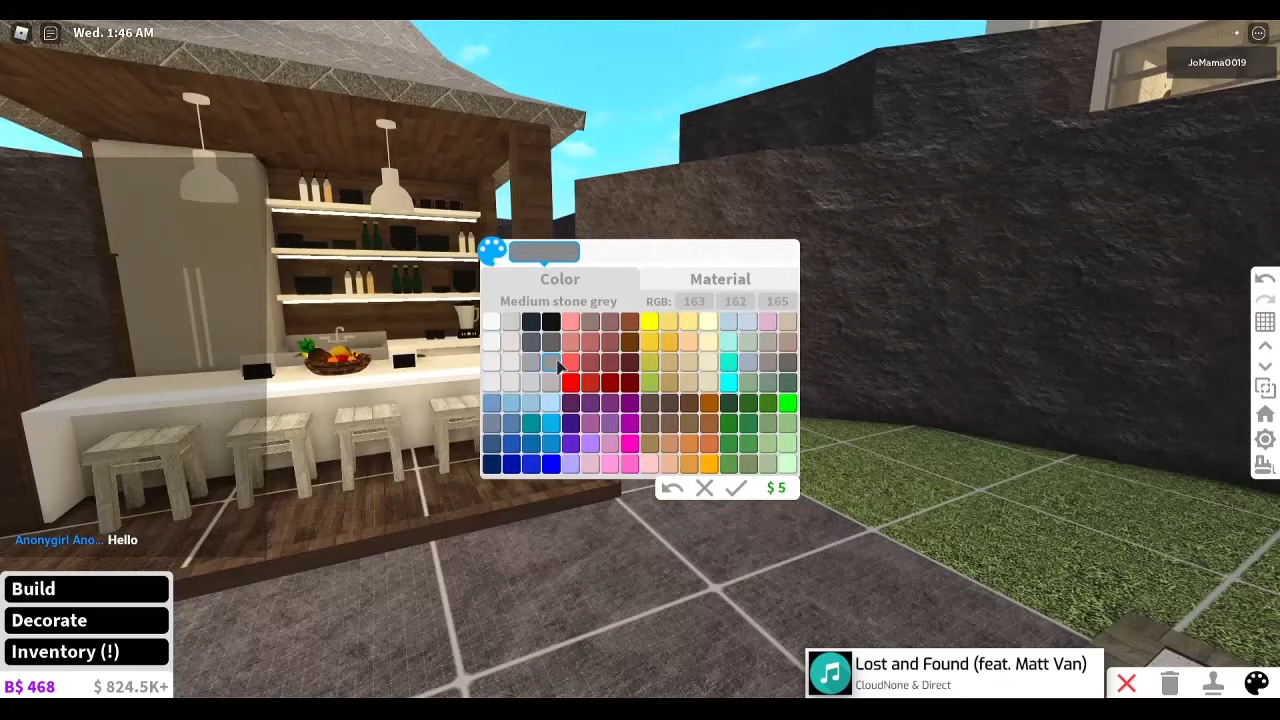 Wed. 1:46 AM
JoMama0019
Color
Material
Medium stone grey
RGB: 163 162 165
$ 5
Anonygirl Ano... Hello
Build
Decorate
Inventory (!)
B$ 468
$ 824.5K+
Lost and Found (feat. Matt Van)
CloudNone & Direct